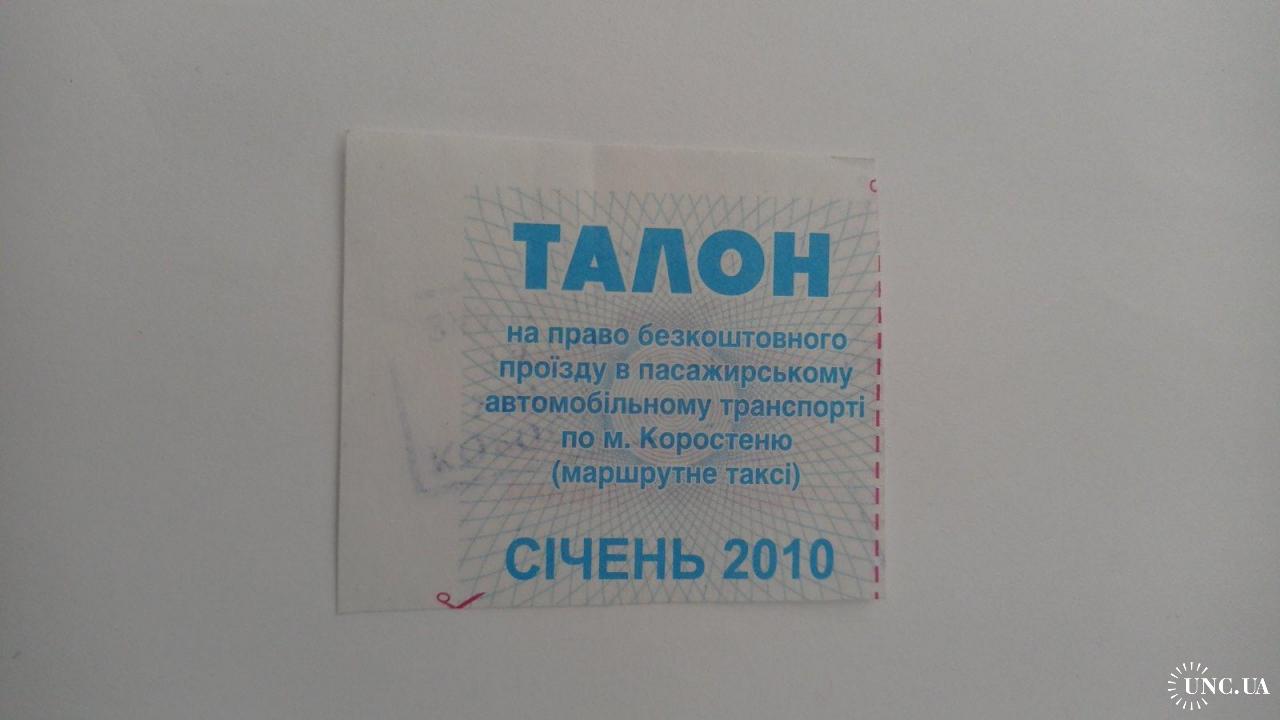 ТАЛОН
на право безкоштовного
проїзду в пасажирському
автомобільному транспорті
по м. Коростеню
(маршрутне таксі)
СІЧЕНЬ 2010
UNC.UA